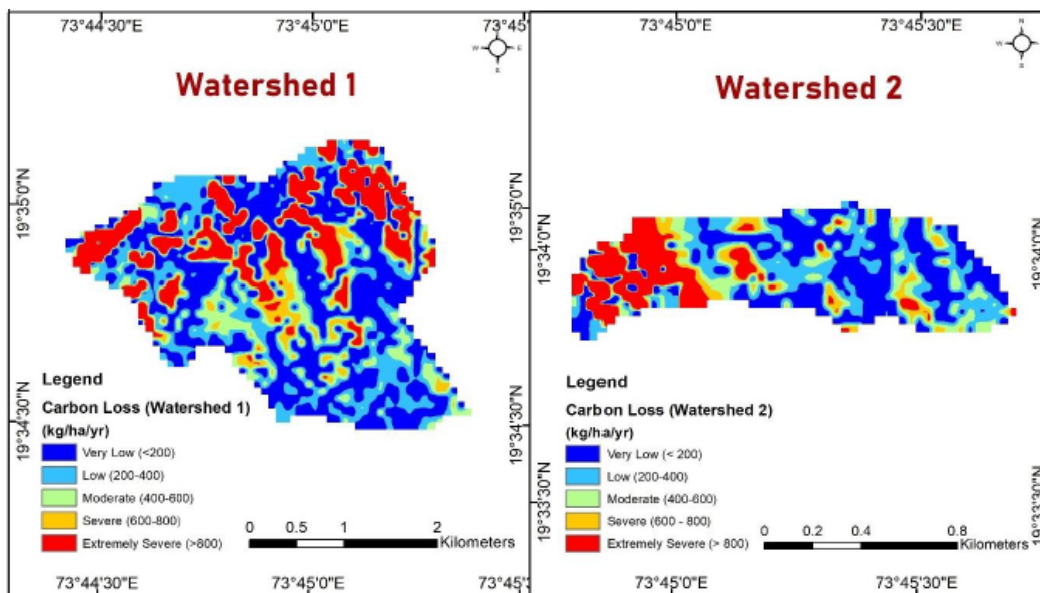 73°44'30"E 73°45'0"E 73°45
N
W E
S
Watershed 1
19°35'0"N
19°34'30"N
Legend
Carbon Loss (Watershed 1)
(kg/ha/yr)
Very Low (<200)
Low (200-400)
Moderate (400-600)
Severe (600-800)
Extremely Severe (>800)
0 0.5 1 2
Kilometers
19°35'0"N
19°34'30"N
73°44'30"E 73°45'0"E 73°45
73°45'0"E 73°45'30"E
N
W E
S
Watershed 2
19°34'0"N
19°33'30"N
Legend
Carbon Loss (Watershed 2)
(kg/ha/yr)
Very Low (< 200)
Low (200-400)
Moderate (400-600)
Severe (600 - 800)
Extremely Severe (> 800)
0 0.2 0.4 0.8
Kilometers
19°34'0"N
19°33'30"N
73°45'0"E 73°45'30"E